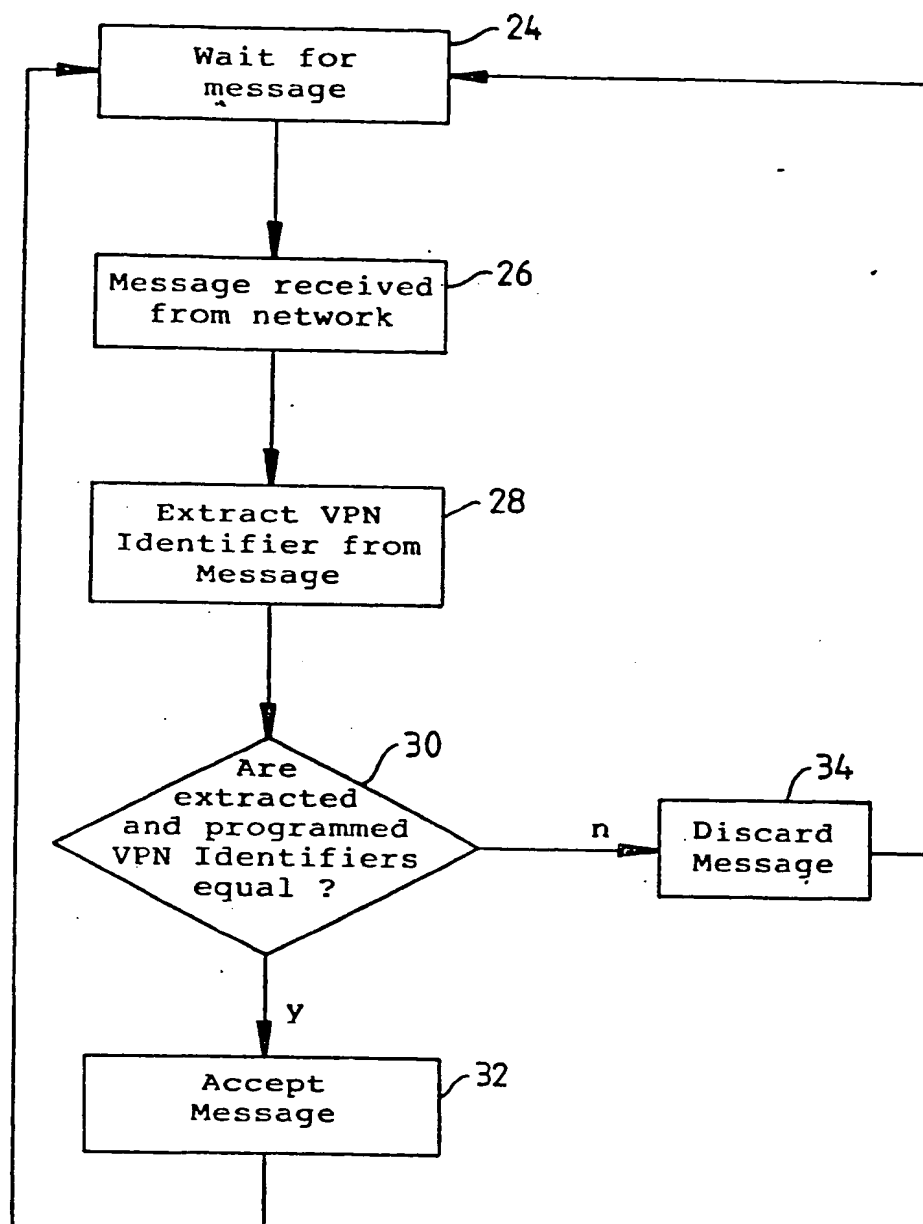 24
Wait for
message
26
Message received
from network
28
Extract VPN
Identifier from
Message
30
Are
extracted
and programmed
VPN Identifiers
equal ?
n
34
Discard
Message
y
32
Accept
Message